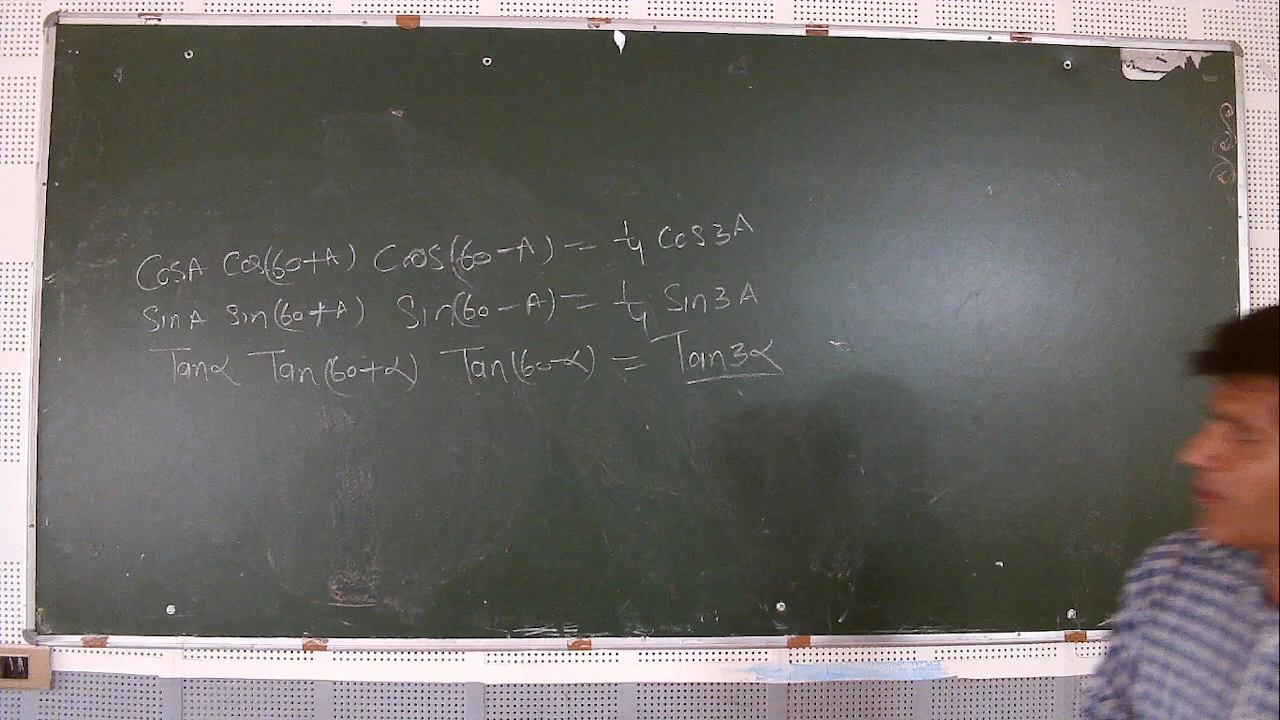 CosA Cos(60+A) Cos(60-A) = 1/4 Cos3A
SinA Sin(60+A) Sin(60-A) = 1/4 Sin3A
Tanα Tan(60+α) Tan(60-α) = Tan3α